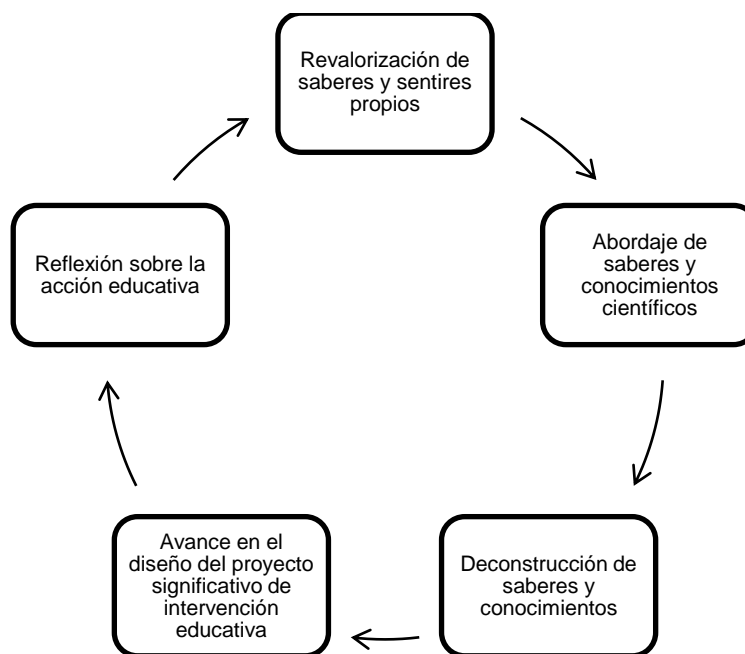 Revalorización de
saberes y sentires
propios
Abordaje de
saberes y
conocimientos
científicos
Deconstrucción de
saberes y
conocimientos
Avance en el
diseño del proyecto
significativo de
intervención
educativa
Reflexión sobre la
acción educativa